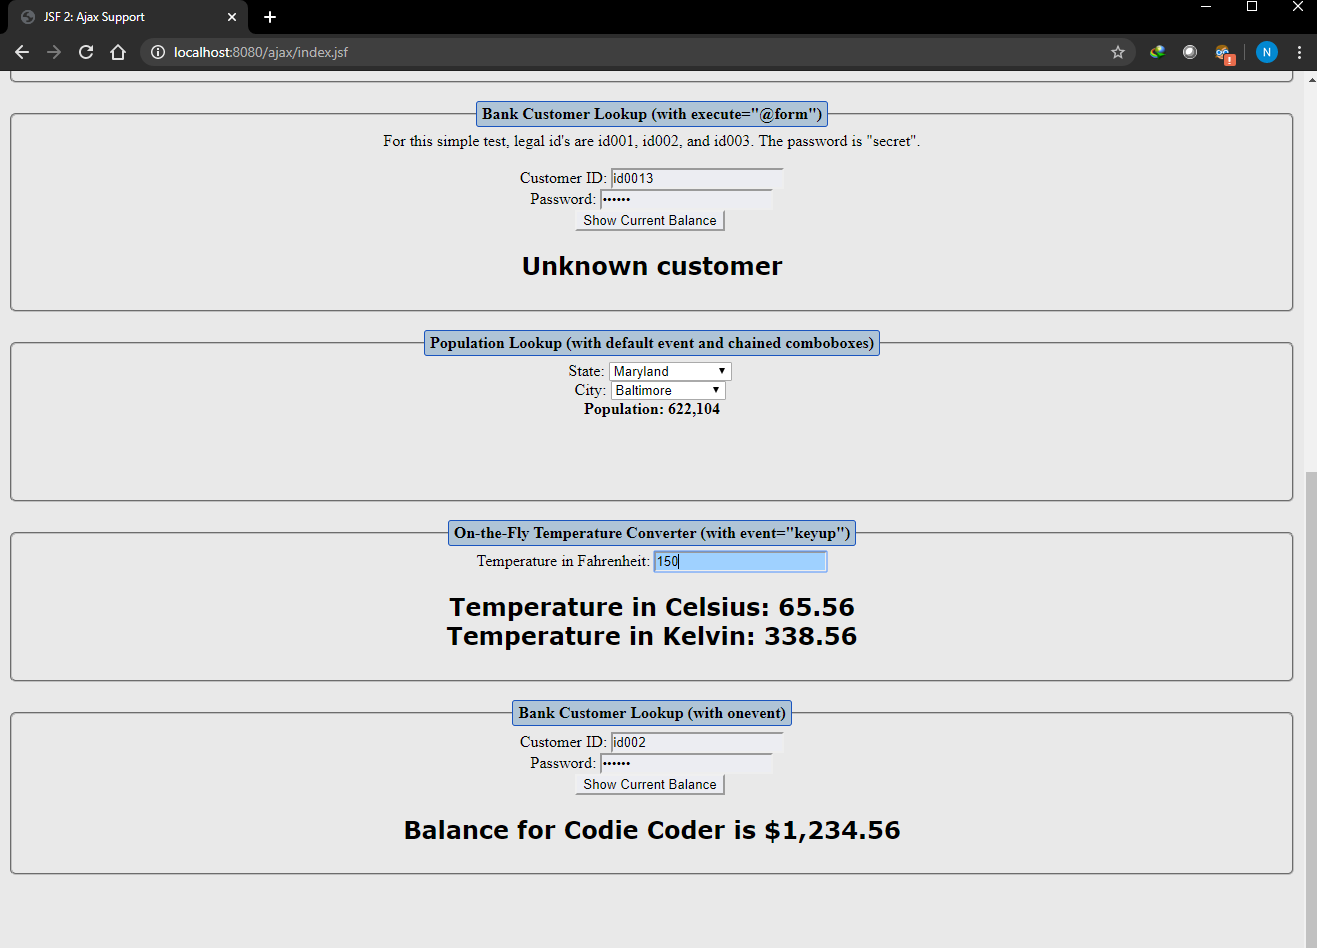 JSF 2: Ajax Support
localhost:8080/ajax/index.jsf
N
Bank Customer Lookup (with execute="@form")
For this simple test, legal id's are id001, id002, and id003. The password is "secret".
Customer ID: id0013
Password: ••••••
Show Current Balance
Unknown customer
Population Lookup (with default event and chained comboboxes)
State: Maryland
City: Baltimore
Population: 622,104
On-the-Fly Temperature Converter (with event="keyup")
Temperature in Fahrenheit: 150
Temperature in Celsius: 65.56
Temperature in Kelvin: 338.56
Bank Customer Lookup (with onevent)
Customer ID: id002
Password: ••••••
Show Current Balance
Balance for Codie Coder is $1,234.56